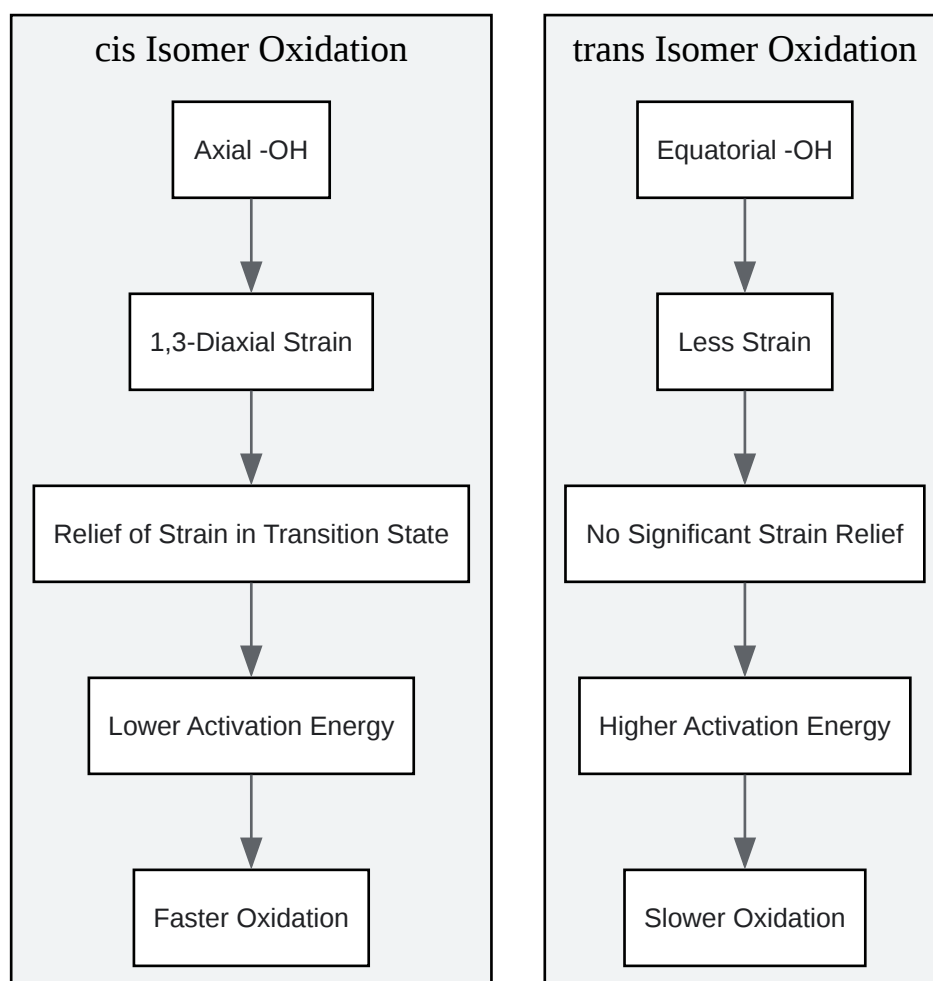 cis Isomer Oxidation
Axial -OH
1,3-Diaxial Strain
Relief of Strain in Transition State
Lower Activation Energy
Faster Oxidation
trans Isomer Oxidation
Equatorial -OH
Less Strain
No Significant Strain Relief
Higher Activation Energy
Slower Oxidation